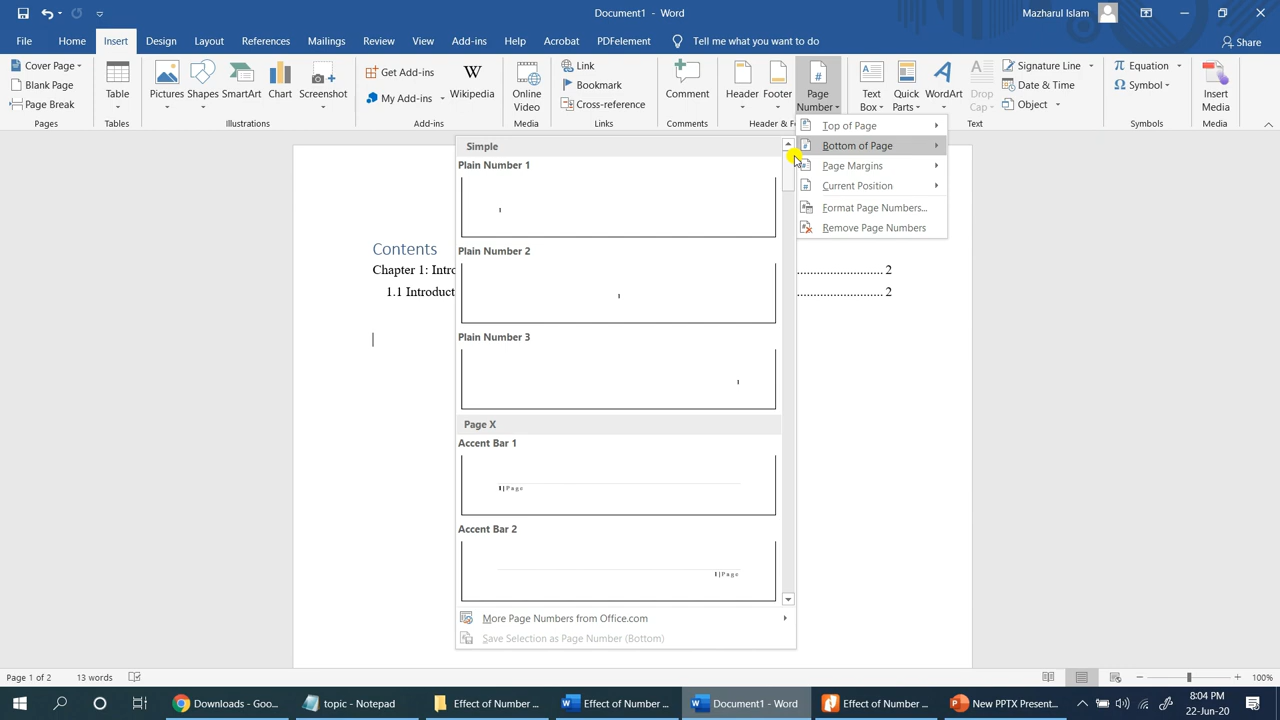 Document1 - Word
Mazharul Islam
File Home Insert Design Layout References Mailings Review View Add-ins Help Acrobat PDFelement Tell me what you want to do Share
Cover Page
Blank Page
Page Break
Pages
Table
Tables
Pictures Shapes SmartArt Chart Screenshot
Illustrations
Get Add-ins
My Add-ins
Wikipedia
Add-ins
Online
Video
Media
Link
Bookmark
Cross-reference
Links
Comment
Comments
Header Footer Page
Number
Header & F
Text
Box
Quick
Parts
WordArt
Drop
Cap
Signature Line
Date & Time
Object
Text
Equation
Symbol
Symbols
Insert
Media
Media
Top of Page
Bottom of Page
Page Margins
Current Position
Format Page Numbers...
Remove Page Numbers
Simple
Plain Number 1
1
Plain Number 2
1
Plain Number 3
1
Page X
Accent Bar 1
1 | Page
Accent Bar 2
1 | Page
More Page Numbers from Office.com
Save Selection as Page Number (Bottom)
Contents
Chapter 1: Intro .......................... 2
1.1 Introduct .......................... 2
Page 1 of 2 13 words 100%
Downloads - goo... topic - Notepad Effect of Number ... Effect of Number ... Document1 - Word Effect of Number ... New PPTX Present...
8:04 PM
22-Jun-20